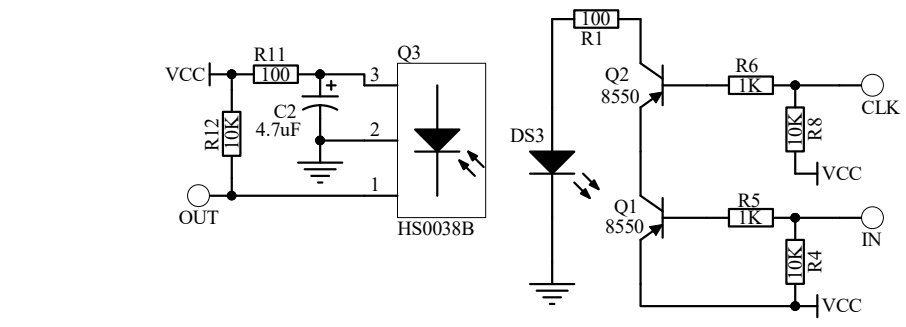 100
R1
R11
Q3
VCC
100
3
R6
Q2
1K
8550
CLK
C2
4.7uF
R12
10K
2
10K
R8
DS3
VCC
1
R5
Q1
1K
8550
OUT
HS0038B
IN
10K
R4
VCC